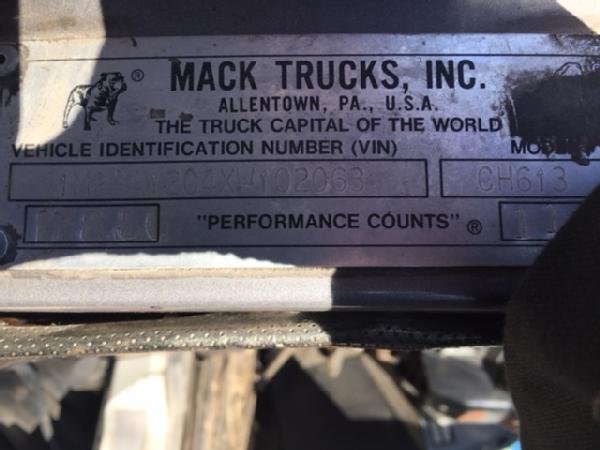 ® MACK TRUCKS, INC.
ALLENTOWN, PA., U.S.A.
THE TRUCK CAPITAL OF THE WORLD
VEHICLE IDENTIFICATION NUMBER (VIN)
CH613
"PERFORMANCE COUNTS" ®